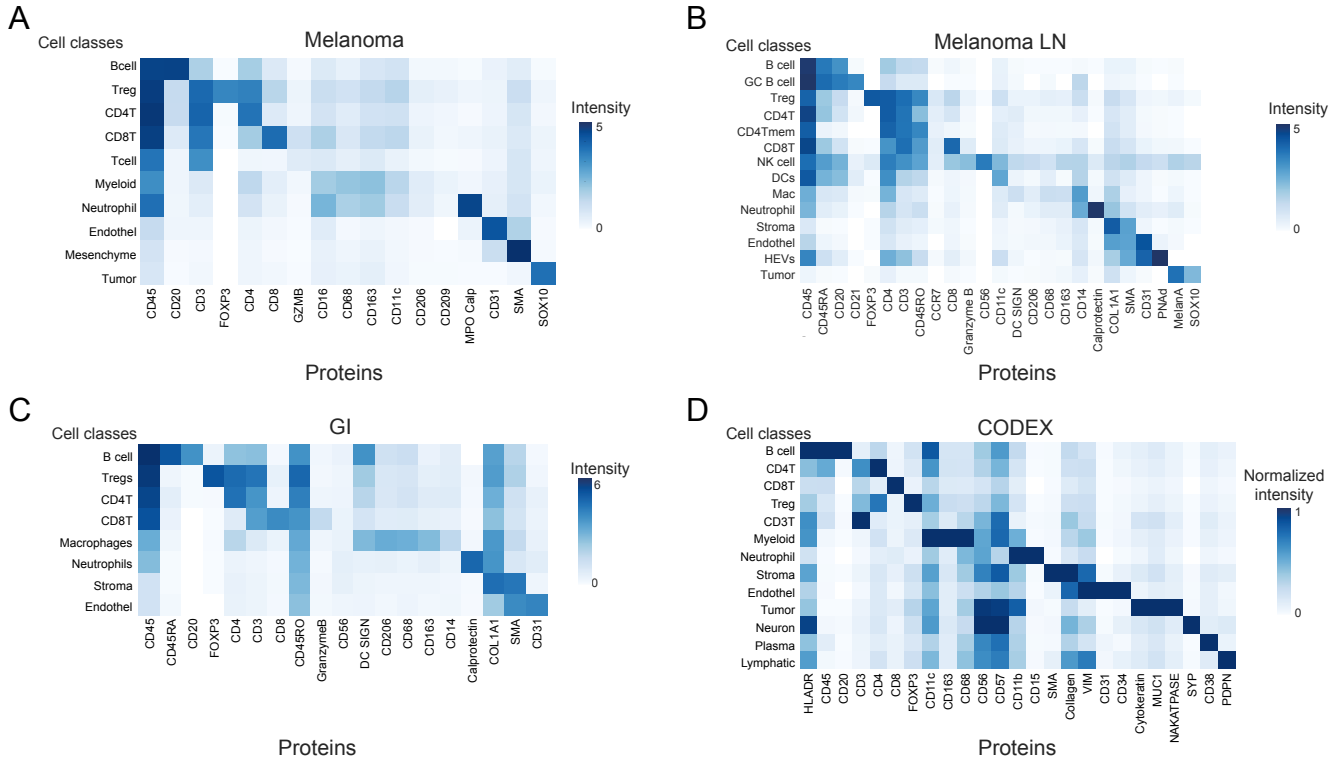 A
Cell classes
Melanoma
Bcell
Treg
CD4T
CD8T
Tcell
Myeloid
Neutrophil
Endothel
Mesenchyme
Tumor
CD45
CD20
CD3
FOXP3
CD4
CD8
GZMB
CD16
CD68
CD163
CD11c
CD206
CD209
MPO Calp
CD31
SMA
SOX10
Proteins
Intensity
5
0
B
Cell classes
Melanoma LN
B cell
GC B cell
Treg
CD4T
CD4Tmem
CD8T
NK cell
DCs
Mac
Neutrophil
Stroma
Endothel
HEVs
Tumor
CD45
CD45RA
CD20
CD21
FOXP3
CD4
CD3
CD45RO
CCR7
CD8
Granzyme B
CD56
CD11c
DC SIGN
CD206
CD68
CD163
CD14
Calprotectin
COL1A1
SMA
CD31
PNAd
MelanA
SOX10
Proteins
Intensity
5
0
C
Cell classes
GI
B cell
Tregs
CD4T
CD8T
Macrophages
Neutrophils
Stroma
Endothel
CD45
CD45RA
CD20
FOXP3
CD4
CD3
CD8
CD45RO
GranzymeB
CD56
DC SIGN
CD206
CD68
CD163
CD14
Calprotectin
COL1A1
SMA
CD31
Proteins
Intensity
6
0
D
Cell classes
CODEX
B cell
CD4T
CD8T
Treg
CD3T
Myeloid
Neutrophil
Stroma
Endothel
Tumor
Neuron
Plasma
Lymphatic
HLADR
CD45
CD20
CD3
CD4
CD8
FOXP3
CD11c
CD163
CD68
CD56
CD57
CD11b
CD15
SMA
Collagen
VIM
CD31
CD34
Cytokeratin
MUC1
NAKATPASE
SYP
CD38
PDPN
Proteins
Normalized
intensity
1
0